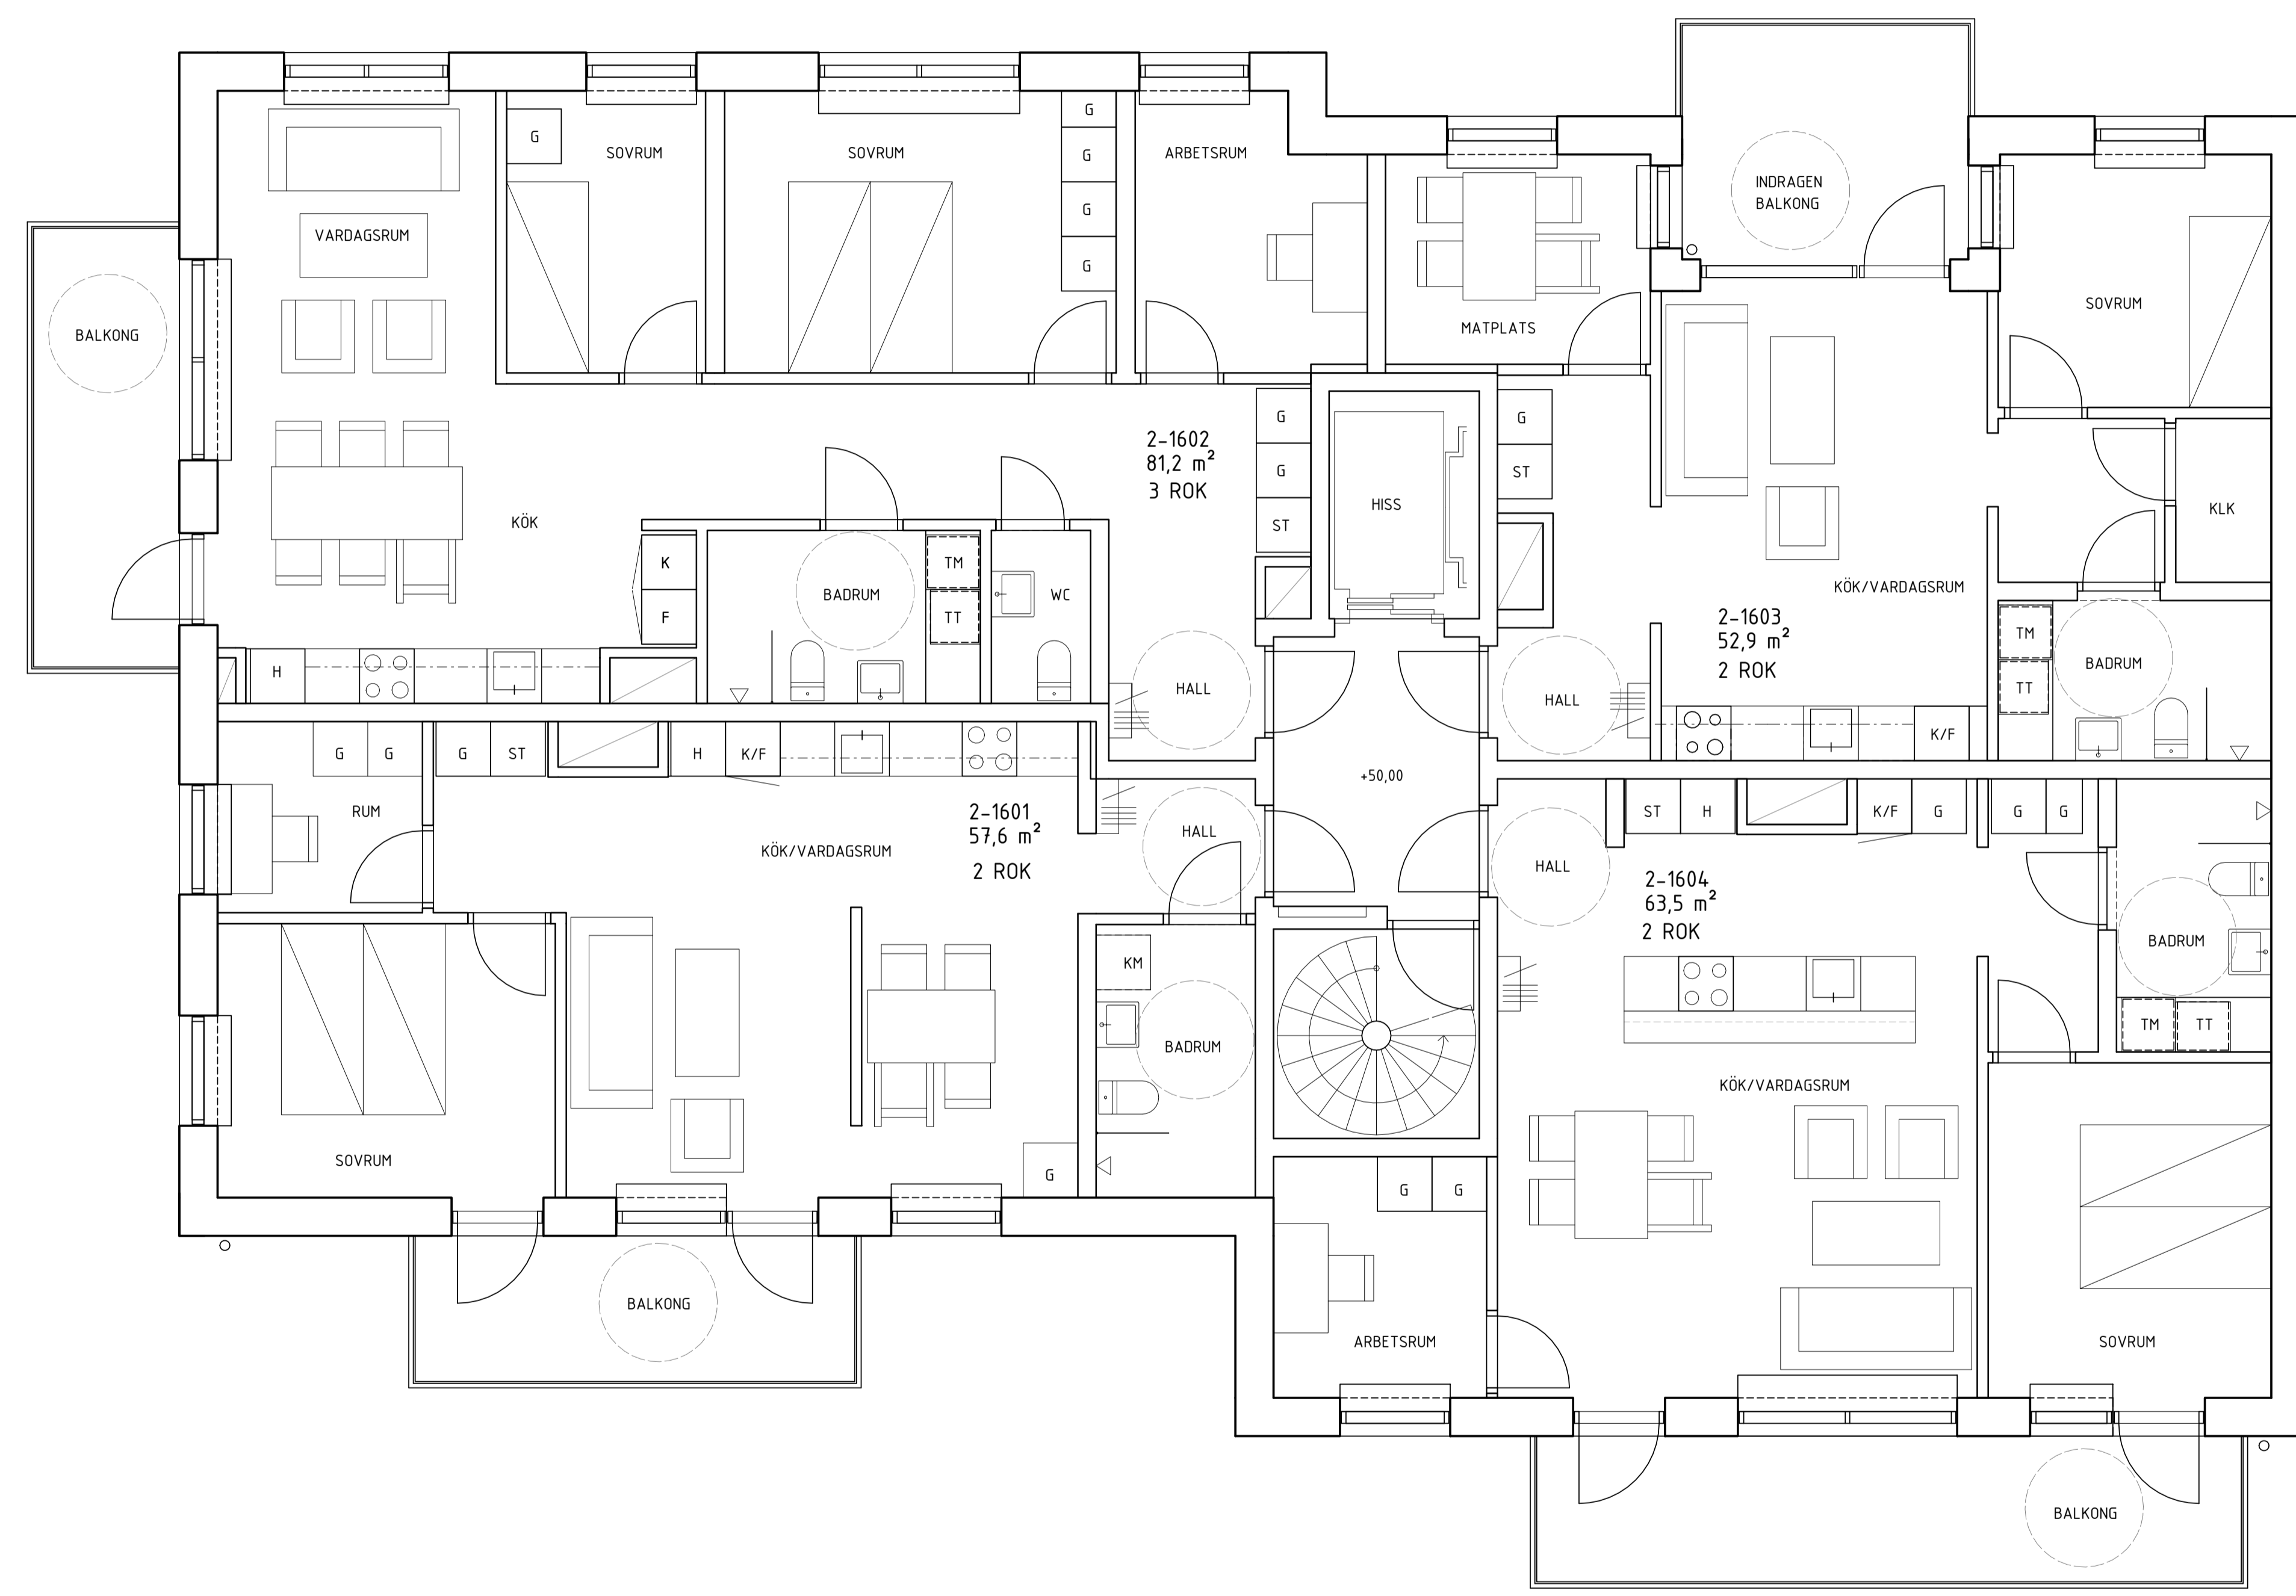 G
SOVRUM
SOVRUM
G
G
G
G
ARBETSRUM
VARDAGSRUM
BALKONG
KÖK
K
F
H
BADRUM
TM
TT
WC
2-1602
81,2 m²
3 ROK
G
G
ST
HALL
HISS
MATPLATS
INDRAGEN
BALKONG
SOVRUM
G
ST
KLK
KÖK/VARDAGSRUM
2-1603
52,9 m²
2 ROK
HALL
K/F
TM
TT
BADRUM
+50,00
G
G
G
ST
H
K/F
RUM
KÖK/VARDAGSRUM
2-1601
57,6 m²
2 ROK
HALL
KM
BADRUM
SOVRUM
G
BALKONG
HALL
ST
H
K/F
G
G
G
2-1604
63,5 m²
2 ROK
BADRUM
TM
TT
KÖK/VARDAGSRUM
G
G
ARBETSRUM
SOVRUM
BALKONG